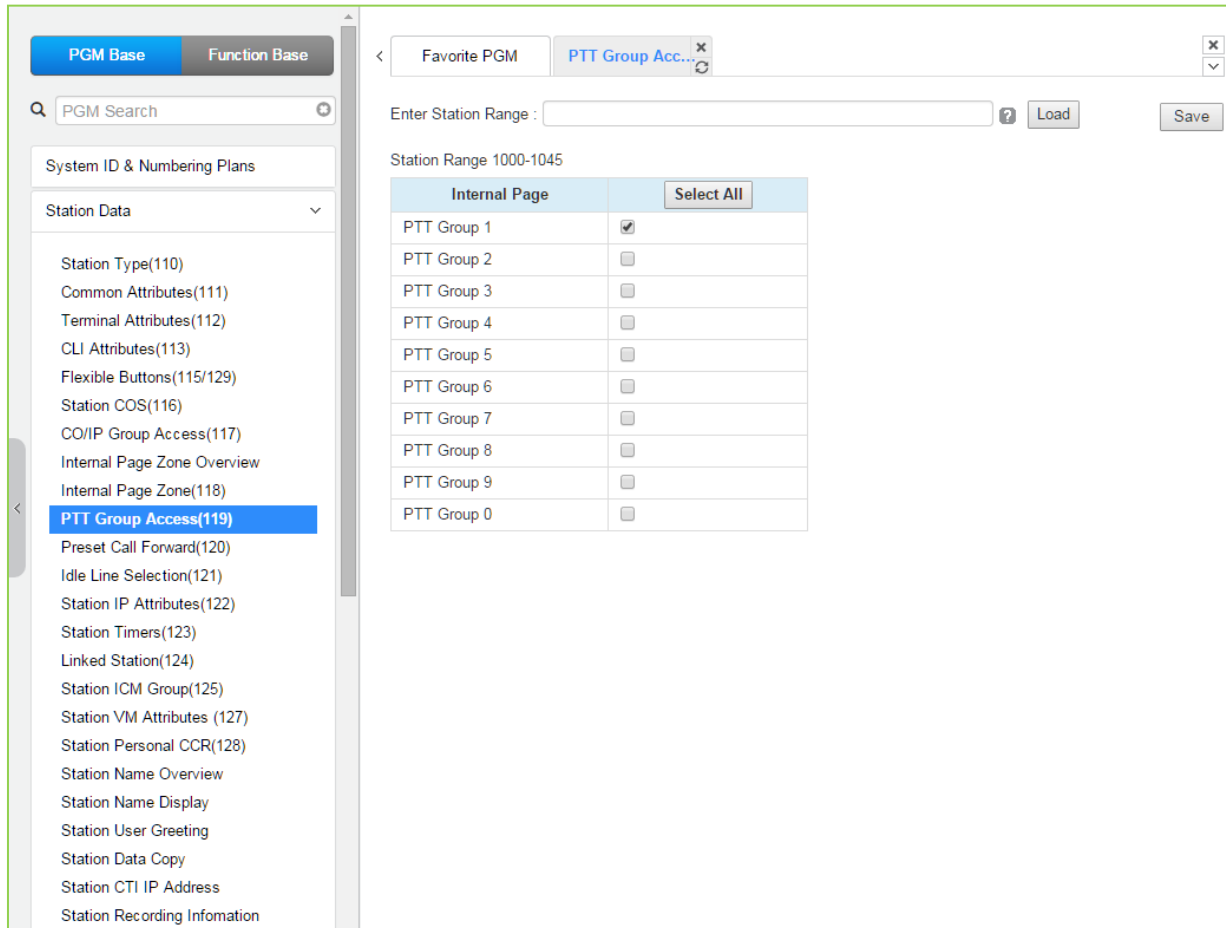 PGM Base
Function Base
PGM Search
System ID & Numbering Plans
Station Data
Station Type(110)
Common Attributes(111)
Terminal Attributes(112)
CLI Attributes(113)
Flexible Buttons(115/129)
Station COS(116)
CO/IP Group Access(117)
Internal Page Zone Overview
Internal Page Zone(118)
PTT Group Access(119)
Preset Call Forward(120)
Idle Line Selection(121)
Station IP Attributes(122)
Station Timers(123)
Linked Station(124)
Station ICM Group(125)
Station VM Attributes (127)
Station Personal CCR(128)
Station Name Overview
Station Name Display
Station User Greeting
Station Data Copy
Station CTI IP Address
Station Recording Infomation
Favorite PGM
PTT Group Acc...
Enter Station Range :
?
Load
Save
Station Range 1000-1045
Internal Page
Select All
PTT Group 1
PTT Group 2
PTT Group 3
PTT Group 4
PTT Group 5
PTT Group 6
PTT Group 7
PTT Group 8
PTT Group 9
PTT Group 0